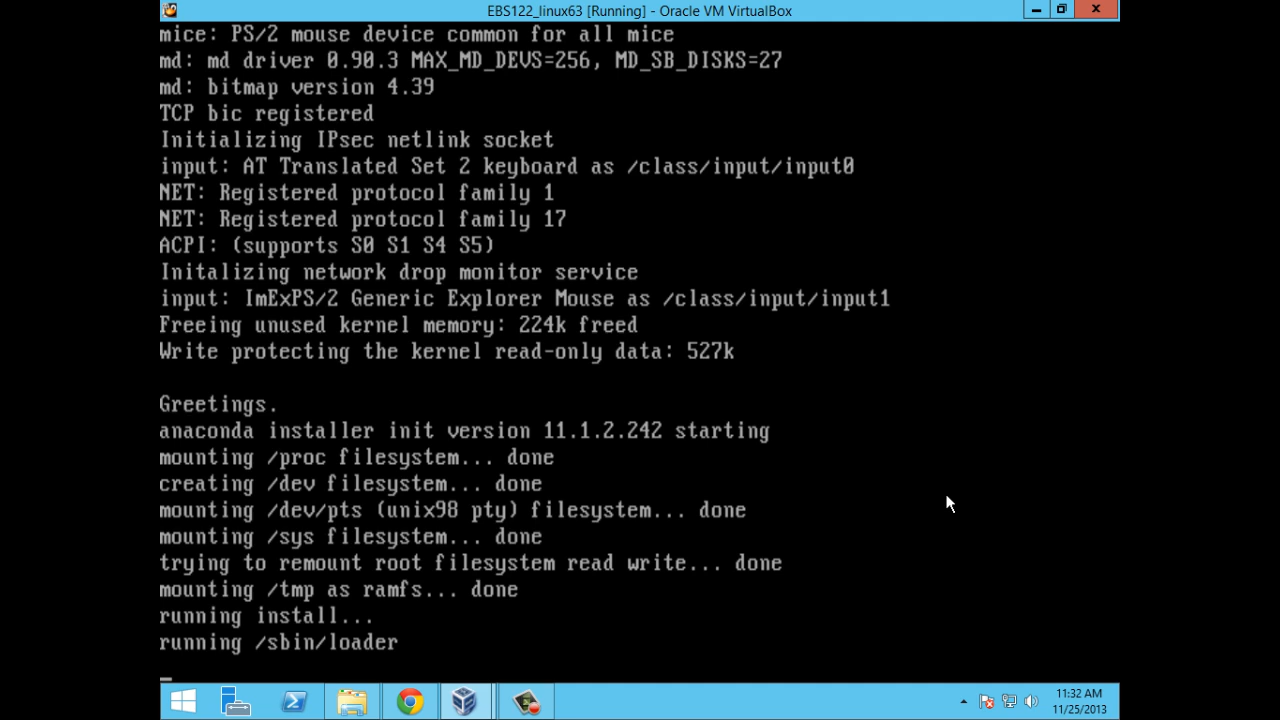 EBS122_linux63 [Running] - Oracle VM VirtualBox
mice: PS/2 mouse device common for all mice
md: md driver 0.90.3 MAX_MD_DEVS=256, MD_SB_DISKS=27
md: bitmap version 4.39
TCP bic registered
Initializing IPsec netlink socket
input: AT Translated Set 2 keyboard as /class/input/input0
NET: Registered protocol family 1
NET: Registered protocol family 17
ACPI: (supports S0 S1 S4 S5)
Initalizing network drop monitor service
input: ImExPS/2 Generic Explorer Mouse as /class/input/input1
Freeing unused kernel memory: 224k freed
Write protecting the kernel read-only data: 527k
Greetings.
anaconda installer init version 11.1.2.242 starting
mounting /proc filesystem... done
creating /dev filesystem... done
mounting /dev/pts (unix98 pty) filesystem... done
mounting /sys filesystem... done
trying to remount root filesystem read write... done
mounting /tmp as ramfs... done
running install...
running /sbin/loader
11:32 AM
11/25/2013